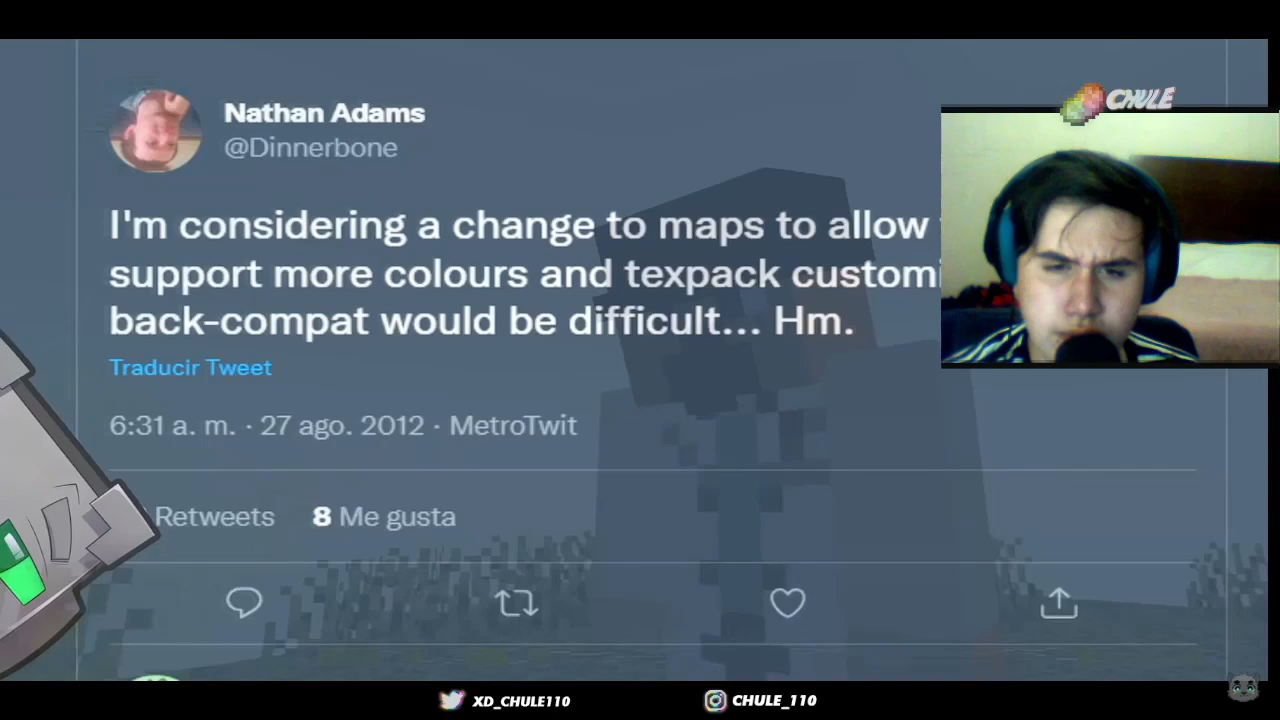 Nathan Adams
@Dinnerbone
CHULE
I'm considering a change to maps to allow
support more colours and texpack
back-compat would be difficult... Hm.
Traducir Tweet
6:31 a. m. · 27 ago. 2012 · MetroTwit
Retweets 8 Me gusta
XD_CHULE110 CHULE_110